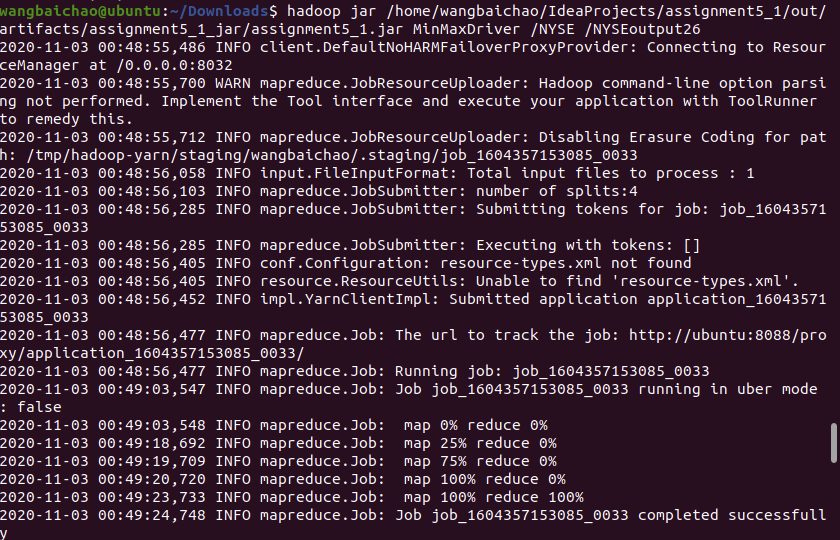 wangbaichao@ubuntu:~/Downloads$ hadoop jar /home/wangbaichao/IdeaProjects/assignment5_1/out/
artifacts/assignment5_1_jar/assignment5_1.jar MinMaxDriver /NYSE /NYSEoutput26
2020-11-03 00:48:55,486 INFO client.DefaultNoHARMFailoverProxyProvider: Connecting to Resour
ceManager at /0.0.0.0:8032
2020-11-03 00:48:55,700 WARN mapreduce.JobResourceUploader: Hadoop command-line option parsi
ng not performed. Implement the Tool interface and execute your application with ToolRunner
to remedy this.
2020-11-03 00:48:55,712 INFO mapreduce.JobResourceUploader: Disabling Erasure Coding for pat
h: /tmp/hadoop-yarn/staging/wangbaichao/.staging/job_1604357153085_0033
2020-11-03 00:48:56,058 INFO input.FileInputFormat: Total input files to process : 1
2020-11-03 00:48:56,103 INFO mapreduce.JobSubmitter: number of splits:4
2020-11-03 00:48:56,285 INFO mapreduce.JobSubmitter: Submitting tokens for job: job_16043571
53085_0033
2020-11-03 00:48:56,285 INFO mapreduce.JobSubmitter: Executing with tokens: []
2020-11-03 00:48:56,405 INFO conf.Configuration: resource-types.xml not found
2020-11-03 00:48:56,405 INFO resource.ResourceUtils: Unable to find 'resource-types.xml'.
2020-11-03 00:48:56,452 INFO impl.YarnClientImpl: Submitted application application_16043571
53085_0033
2020-11-03 00:48:56,477 INFO mapreduce.Job: The url to track the job: http://ubuntu:8088/pro
xy/application_1604357153085_0033/
2020-11-03 00:48:56,477 INFO mapreduce.Job: Running job: job_1604357153085_0033
2020-11-03 00:49:03,547 INFO mapreduce.Job: Job job_1604357153085_0033 running in uber mode
: false
2020-11-03 00:49:03,548 INFO mapreduce.Job:  map 0% reduce 0%
2020-11-03 00:49:18,692 INFO mapreduce.Job:  map 25% reduce 0%
2020-11-03 00:49:19,709 INFO mapreduce.Job:  map 75% reduce 0%
2020-11-03 00:49:20,720 INFO mapreduce.Job:  map 100% reduce 0%
2020-11-03 00:49:23,733 INFO mapreduce.Job:  map 100% reduce 100%
2020-11-03 00:49:24,748 INFO mapreduce.Job: Job job_1604357153085_0033 completed successfull
y